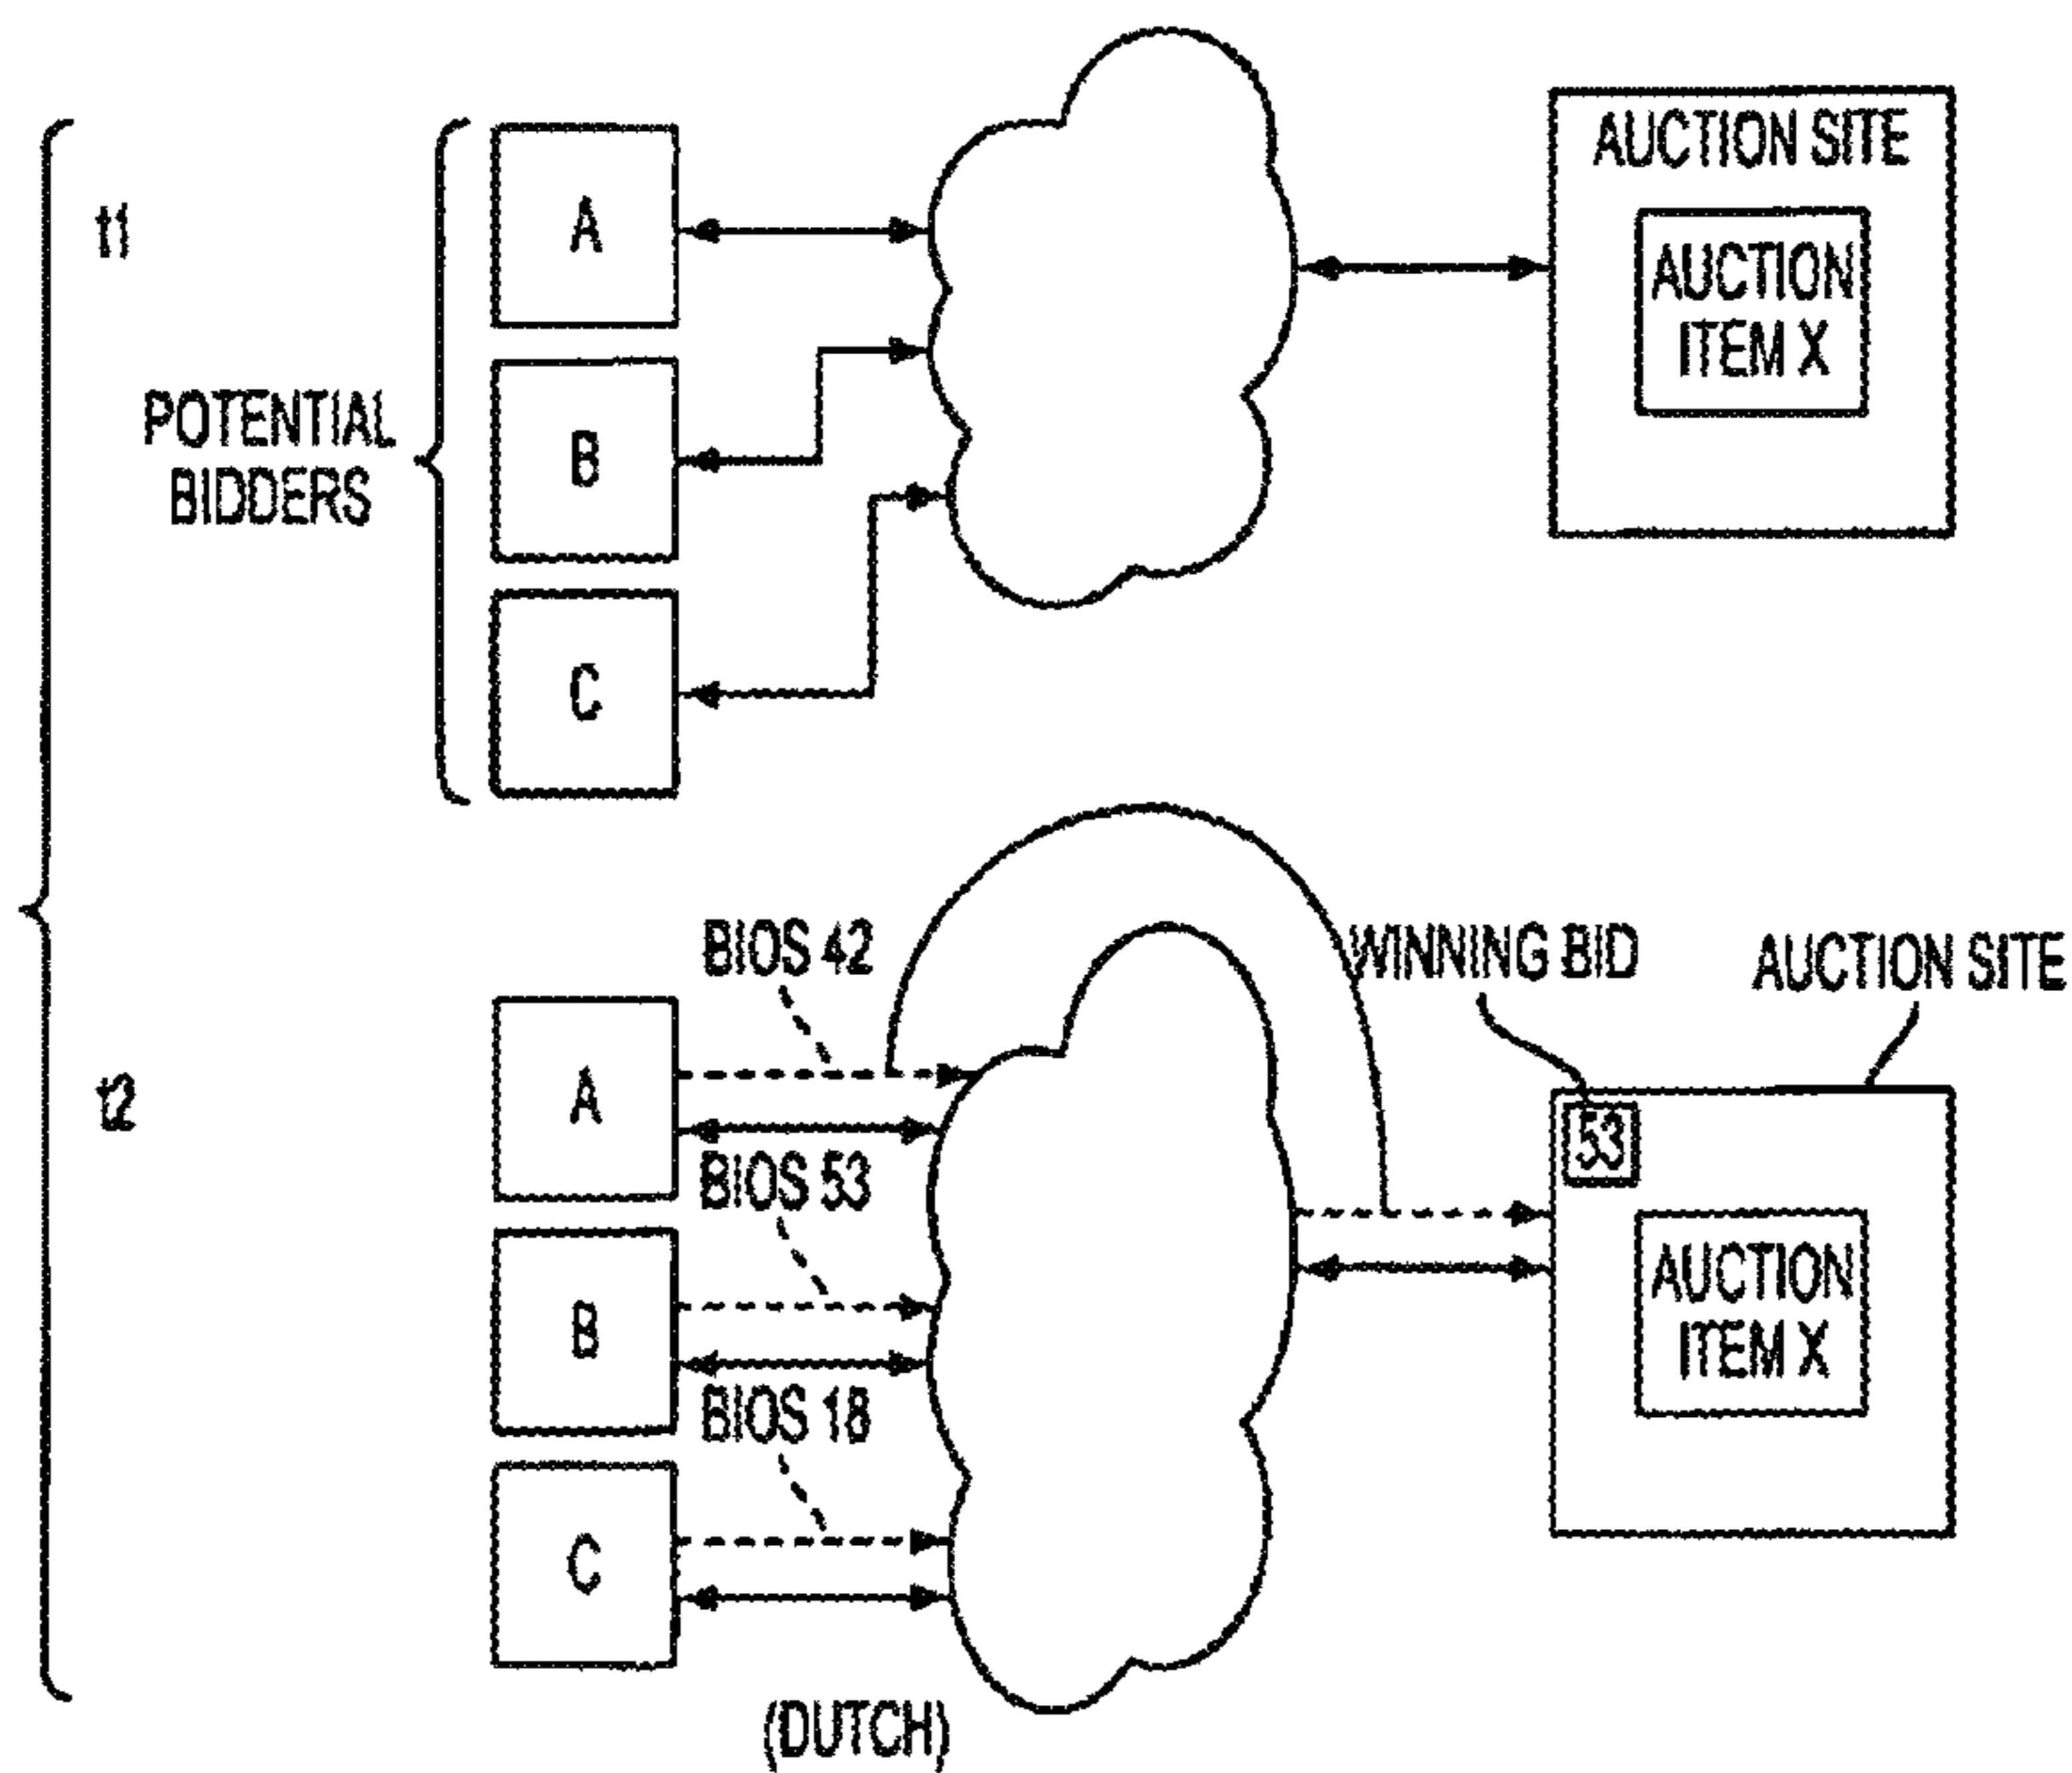 t1
POTENTIAL
BIDDERS
A
B
C
AUCTION SITE
AUCTION
ITEM X
t2
BIOS 42
A
BIOS 53
B
BIOS 18
C
WINNING BID
AUCTION SITE
53
AUCTION
ITEM X
(DUTCH)